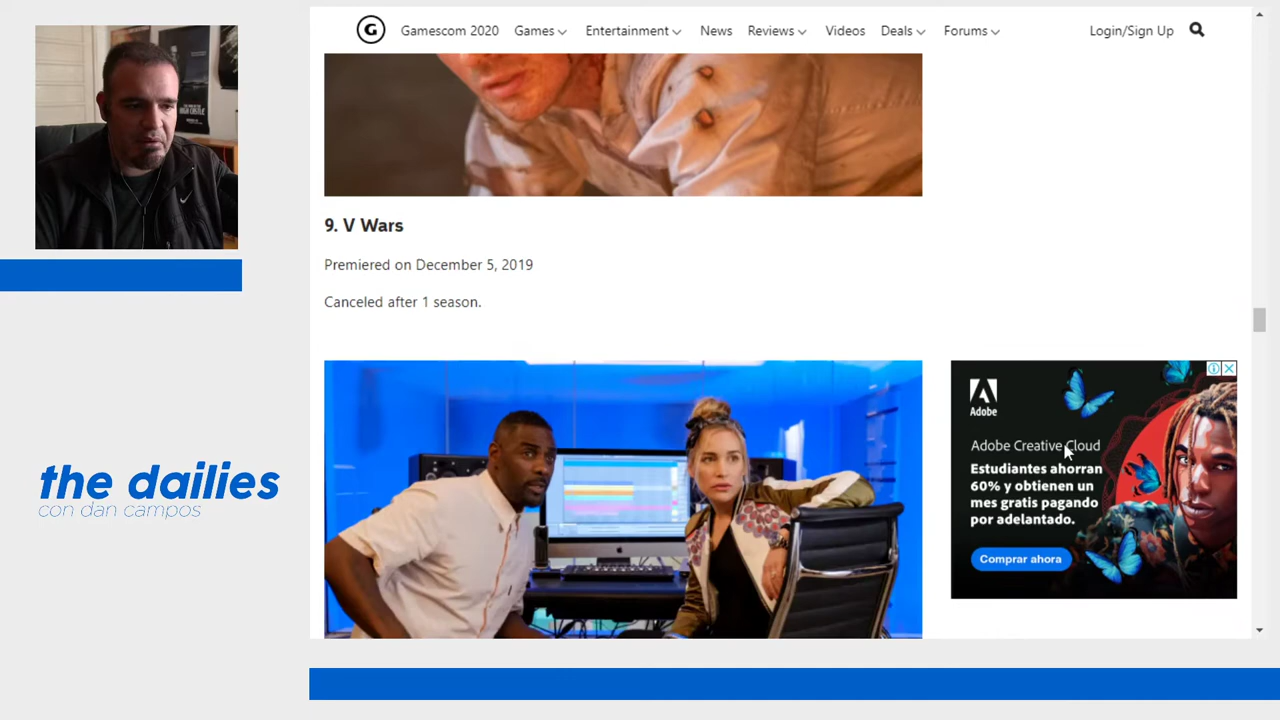 G
Gamescom 2020 Games Entertainment News Reviews Videos Deals Forums Login/Sign Up
9. V Wars
Premiered on December 5, 2019
Canceled after 1 season.
Adobe
Adobe Creative Cloud
Estudiantes ahorran
60% y obtienen un
mes gratis pagando
por adelantado.
Comprar ahora
the dailies
con dan campos